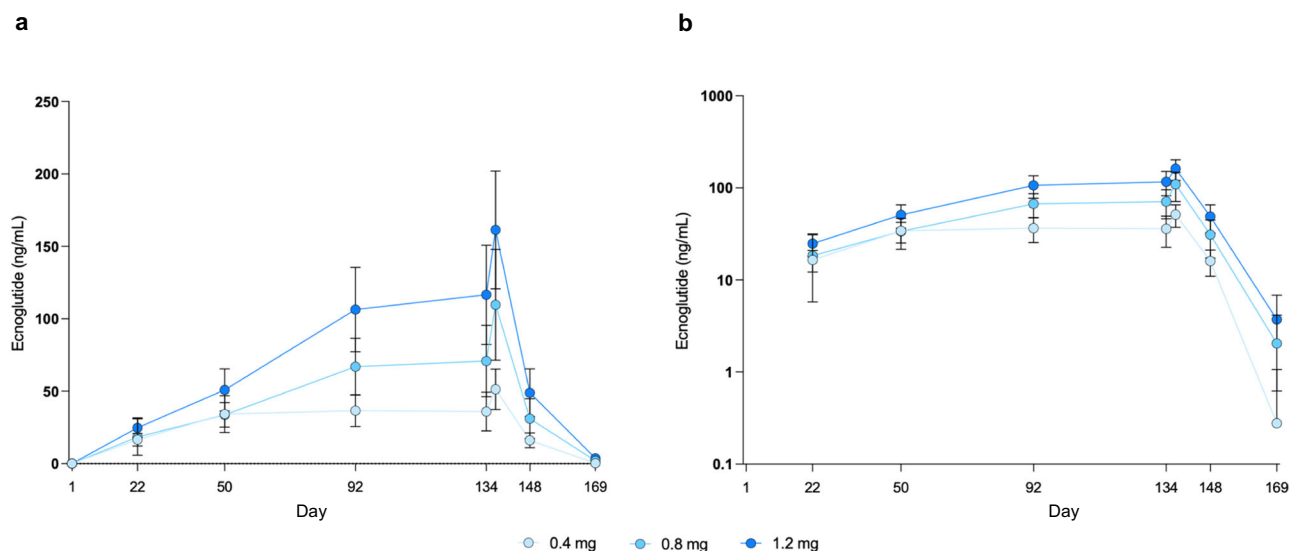 a
250
200
150
100
50
0
Ecnoglutide (ng/mL)
1 22 50 92 134 148 169
Day
b
1000
100
10
1
0.1
Ecnoglutide (ng/mL)
1 22 50 92 134 148 169
Day
0.4 mg 0.8 mg 1.2 mg